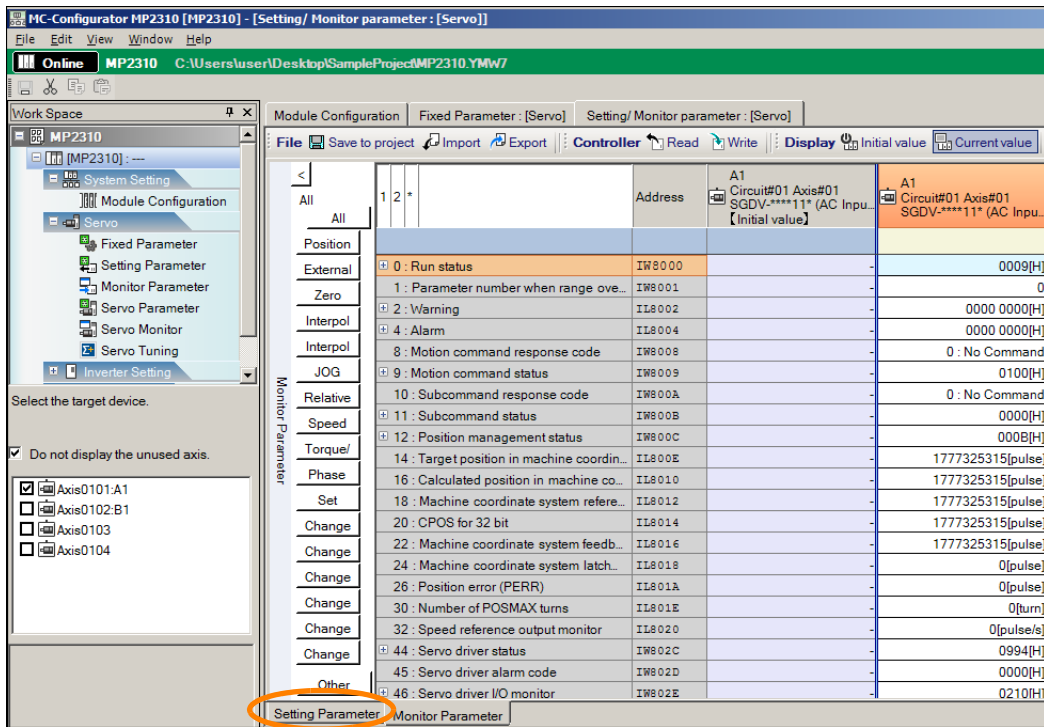 MC-Configurator MP2310 [MP2310] - [Setting/ Monitor parameter : [Servo]]
File Edit View Window Help
Online MP2310 C:\Users\user\Desktop\SampleProject\MP2310.YMW7
Work Space
MP2310
[MP2310] : ---
System Setting
Module Configuration
Servo
Fixed Parameter
Setting Parameter
Monitor Parameter
Servo Parameter
Servo Monitor
Servo Tuning
Inverter Setting
Select the target device.
Do not display the unused axis.
Axis0101:A1
Axis0102:B1
Axis0103
Axis0104
Module Configuration Fixed Parameter : [Servo] Setting/ Monitor parameter : [Servo]
File Save to project Import Export Controller Read Write Display Initial value Current value
Monitor Parameter
<
All
All
Position
External
Zero
Interpol
Interpol
JOG
Relative
Speed
Torque/
Phase
Set
Change
Change
Change
Change
Change
Change
Other
1 2 * Address
A1
Circuit#01 Axis#01
SGDV-****11* (AC Inpu...
【Initial value】
A1
Circuit#01 Axis#01
SGDV-****11* (AC Inpu...
0 : Run status IW8000 - 0009[H]
1 : Parameter number when range ove... IW8001 - 0
2 : Warning IL8002 - 0000 0000[H]
4 : Alarm IL8004 - 0000 0000[H]
8 : Motion command response code IW8008 - 0 : No Command
9 : Motion command status IW8009 - 0100[H]
10 : Subcommand response code IW800A - 0 : No Command
11 : Subcommand status IW800B - 0000[H]
12 : Position management status IW800C - 000B[H]
14 : Target position in machine coordin... IL800E - 1777325315[pulse]
16 : Calculated position in machine co... IL8010 - 1777325315[pulse]
18 : Machine coordinate system refere... IL8012 - 1777325315[pulse]
20 : CPOS for 32 bit IL8014 - 1777325315[pulse]
22 : Machine coordinate system feedb... IL8016 - 1777325315[pulse]
24 : Machine coordinate system latch... IL8018 - 0[pulse]
26 : Position error (PERR) IL801A - 0[pulse]
30 : Number of POSMAX turns IL801E - 0[turn]
32 : Speed reference output monitor IL8020 - 0[pulse/s]
44 : Servo driver status IW802C - 0994[H]
45 : Servo driver alarm code IW802D - 0000[H]
46 : Servo driver I/O monitor IW802E - 0210[H]
Setting Parameter Monitor Parameter